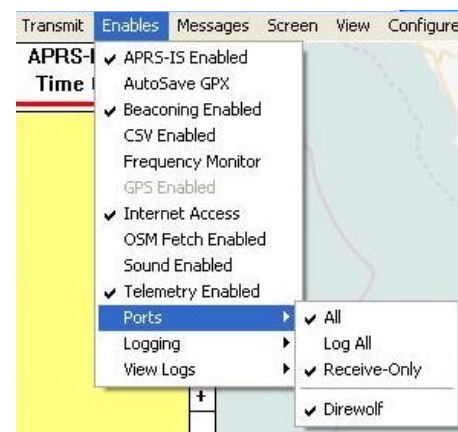 Transmit Enables Messages Screen View Configure
APRS-I
Time
APRS-IS Enabled
AutoSave GPX
Beaconing Enabled
CSV Enabled
Frequency Monitor
GPS Enabled
Internet Access
OSM Fetch Enabled
Sound Enabled
Telemetry Enabled
Ports
Logging
View Logs
All
Log All
Receive-Only
Direwolf
+